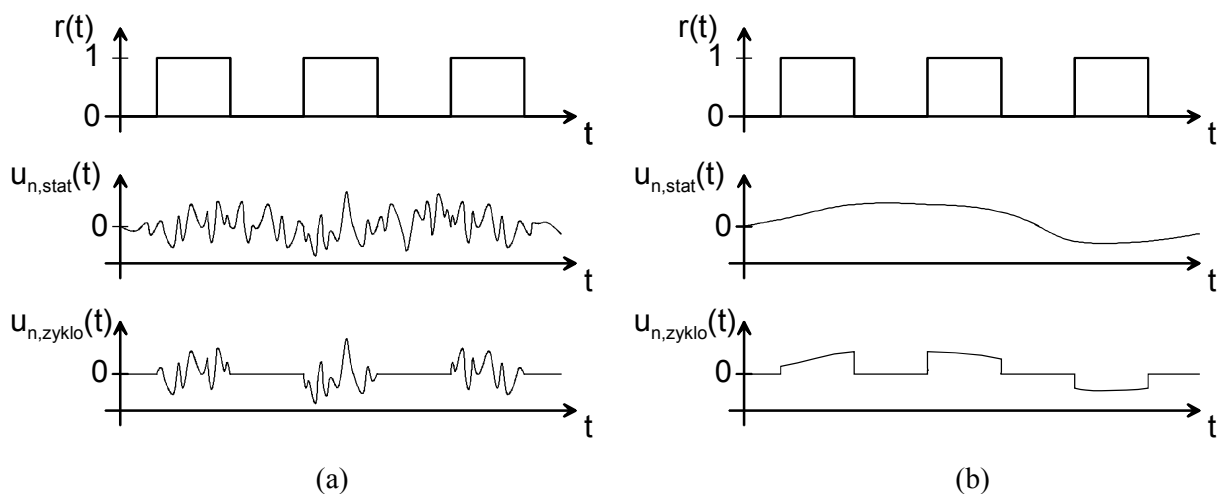 r(t)
1
0
t
u_n,stat(t)
0
t
u_n,zyklo(t)
0
t
(a)
r(t)
1
0
t
u_n,stat(t)
0
t
u_n,zyklo(t)
0
t
(b)